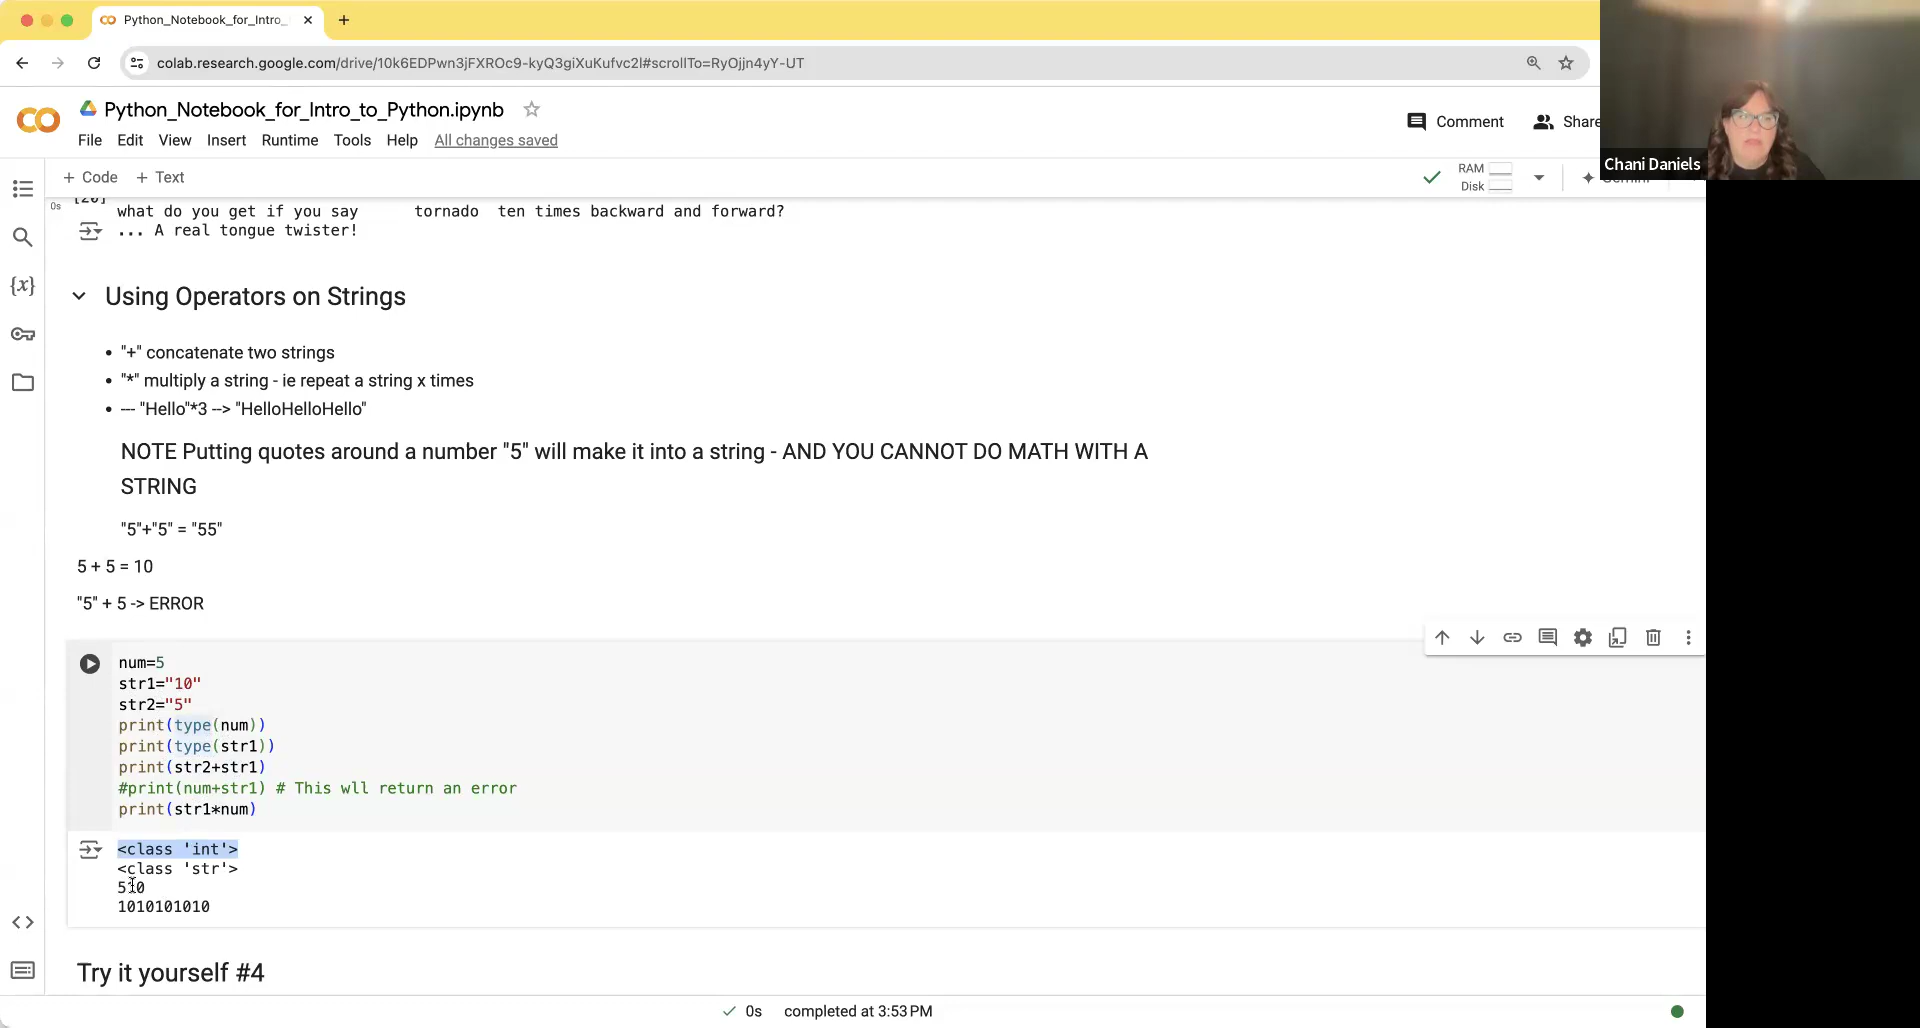 Python_Notebook_for_Intro_
colab.research.google.com/drive/10k6EDPwn3jFXROc9-kyQ3giXuKufvc2l#scrollTo=RyOjjn4yY-UT
Python_Notebook_for_Intro_to_Python.ipynb
Comment
Share
File Edit View Insert Runtime Tools Help All changes saved
Chani Daniels
+ Code + Text
RAM
Disk
Gemini
[20]
0s
what do you get if you say      tornado  ten times backward and forward?
... A real tongue twister!
Using Operators on Strings
• "+" concatenate two strings
• "*" multiply a string - ie repeat a string x times
• --- "Hello"*3 --> "HelloHelloHello"
NOTE Putting quotes around a number "5" will make it into a string - AND YOU CANNOT DO MATH WITH A
STRING
"5"+"5" = "55"
5 + 5 = 10
"5" + 5 -> ERROR
num=5
str1="10"
str2="5"
print(type(num))
print(type(str1))
print(str2+str1)
#print(num+str1) # This wll return an error
print(str1*num)
<class 'int'>
<class 'str'>
510
1010101010
Try it yourself #4
0s completed at 3:53 PM